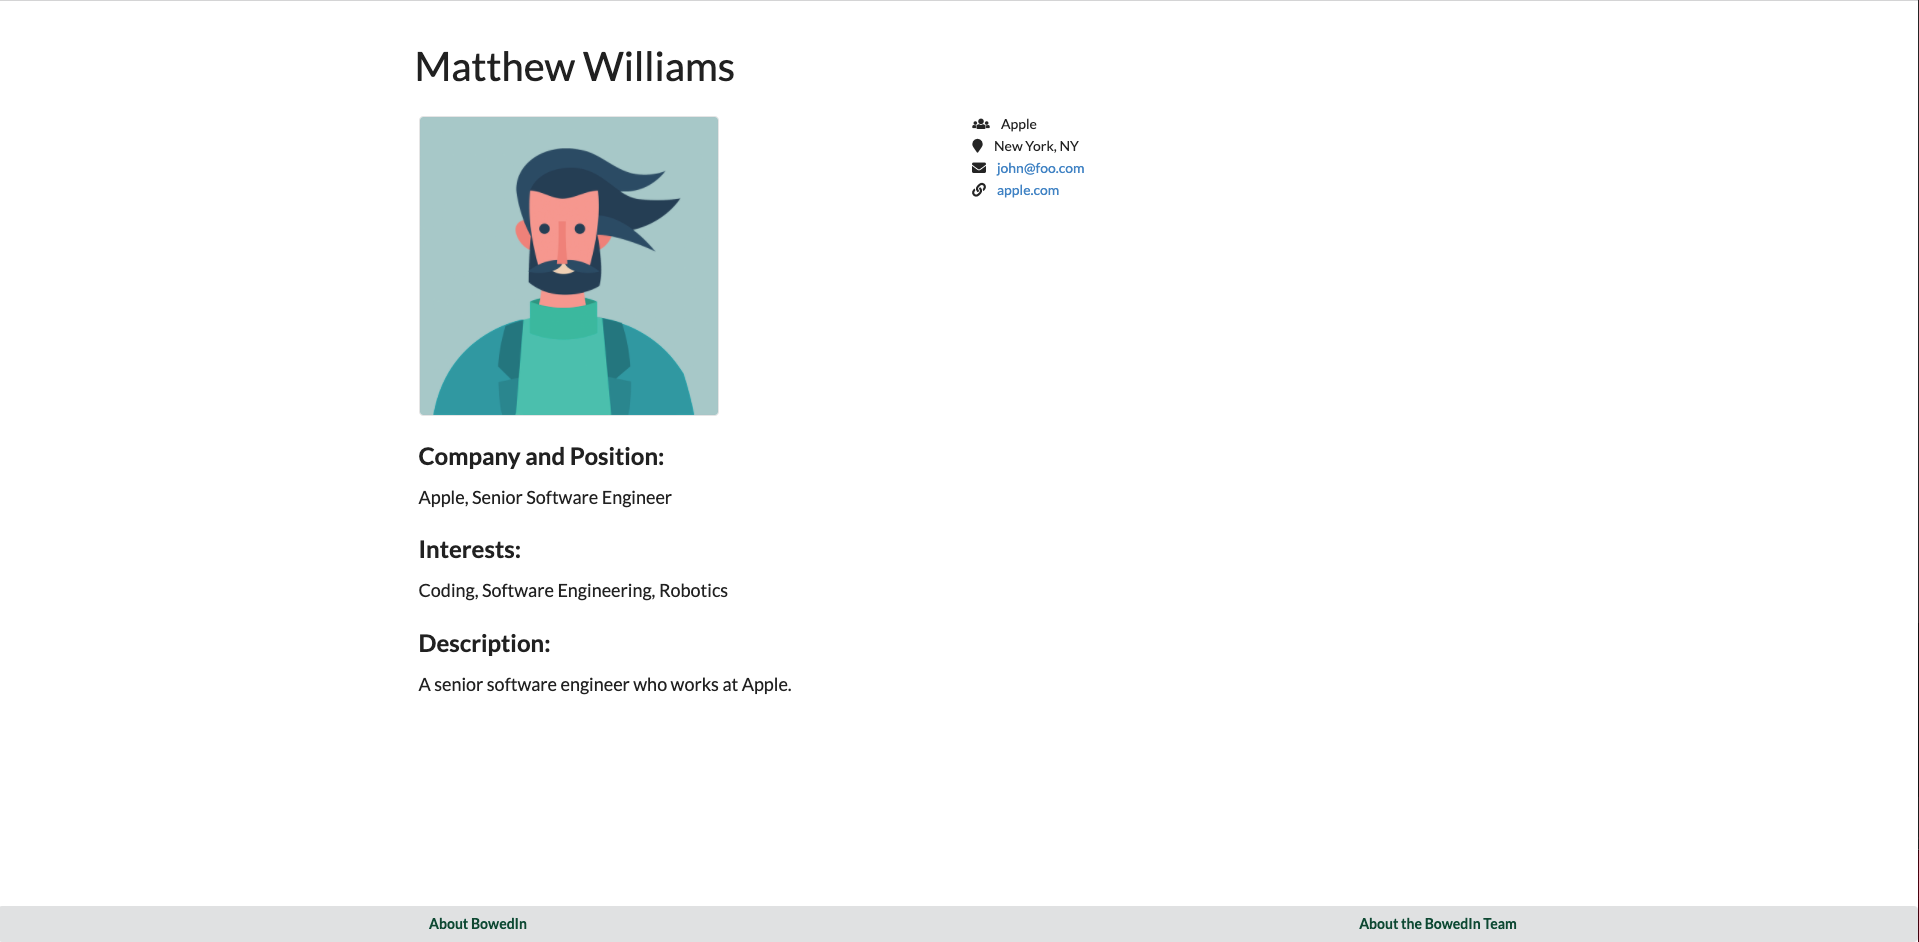 Matthew Williams
Apple
New York, NY
john@foo.com
apple.com
Company and Position:
Apple, Senior Software Engineer
Interests:
Coding, Software Engineering, Robotics
Description:
A senior software engineer who works at Apple.
About BowedIn
About the BowedIn Team